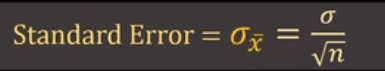 Standard Error = σ_x̄ = σ/√n